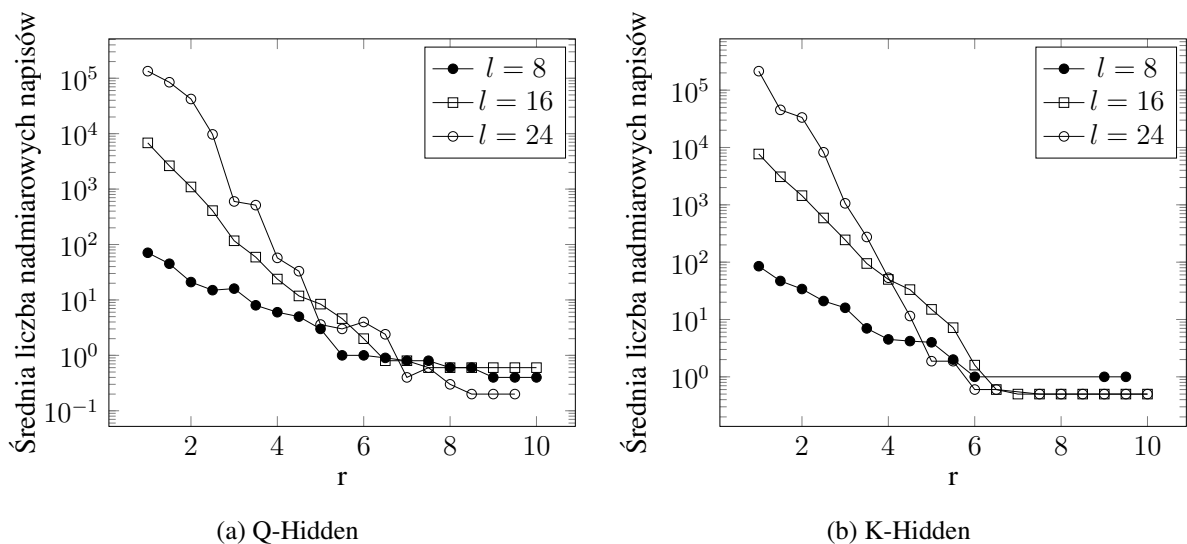 Średnia liczba nadmiarowych napisów
10^5
10^4
10^3
10^2
10^1
10^0
10^−1
2 4 6 8 10
r
l = 8
l = 16
l = 24
(a) Q-Hidden
Średnia liczba nadmiarowych napisów
10^5
10^4
10^3
10^2
10^1
10^0
2 4 6 8 10
r
l = 8
l = 16
l = 24
(b) K-Hidden